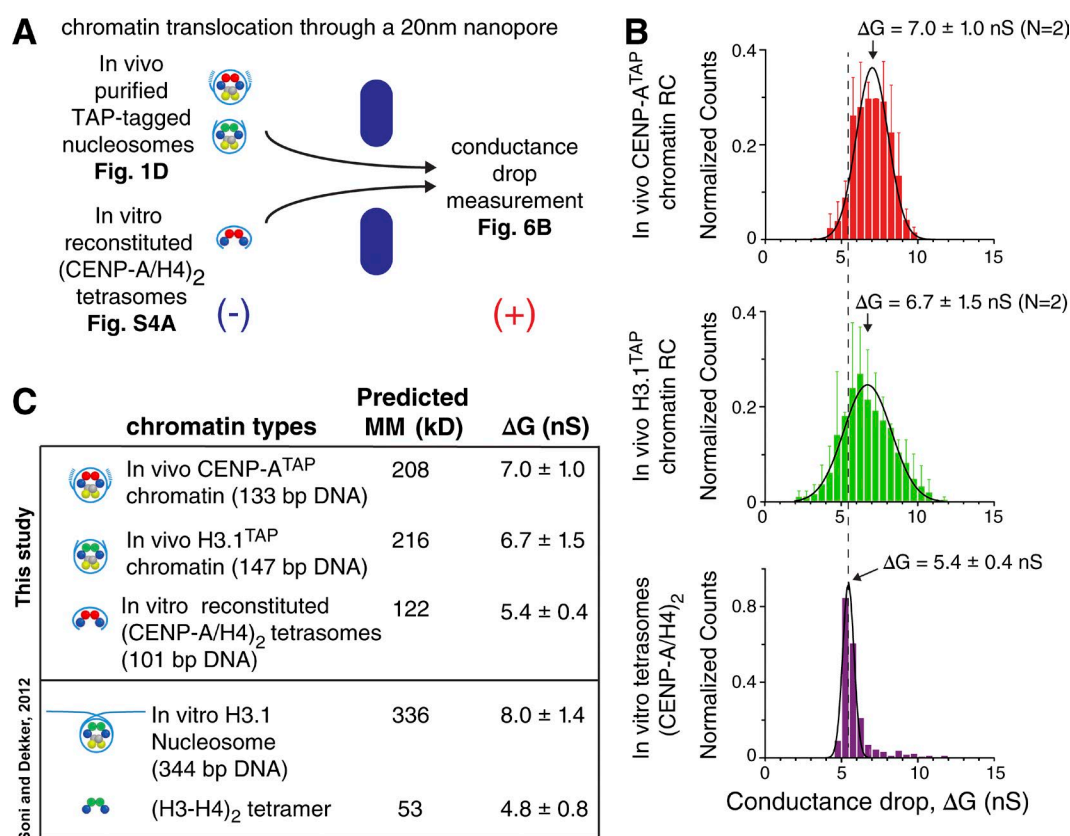 A
chromatin translocation through a 20nm nanopore
In vivo
purified
TAP-tagged
nucleosomes
Fig. 1D
In vitro
reconstituted
(CENP-A/H4)2
tetrasomes
Fig. S4A
(-)
conductance
drop
measurement
Fig. 6B
(+)
B
ΔG = 7.0 ± 1.0 nS (N=2)
In vivo CENP-ATAP
chromatin RC
Normalized Counts
0.4
0.2
0
0 5 10 15
ΔG = 6.7 ± 1.5 nS (N=2)
In vivo H3.1TAP
chromatin RC
Normalized Counts
0.4
0.2
0
0 5 10 15
ΔG = 5.4 ± 0.4 nS
In vitro tetrasomes
(CENP-A/H4)2
Normalized Counts
0.8
0.4
0
0 5 10 15
Conductance drop, ΔG (nS)
C
chromatin types
Predicted
MM (kD)
ΔG (nS)
This study
In vivo CENP-ATAP
chromatin (133 bp DNA)
208
7.0 ± 1.0
In vivo H3.1TAP
chromatin (147 bp DNA)
216
6.7 ± 1.5
In vitro reconstituted
(CENP-A/H4)2 tetrasomes
(101 bp DNA)
122
5.4 ± 0.4
Soni and Dekker, 2012
In vitro H3.1
Nucleosome
(344 bp DNA)
336
8.0 ± 1.4
(H3-H4)2 tetramer
53
4.8 ± 0.8